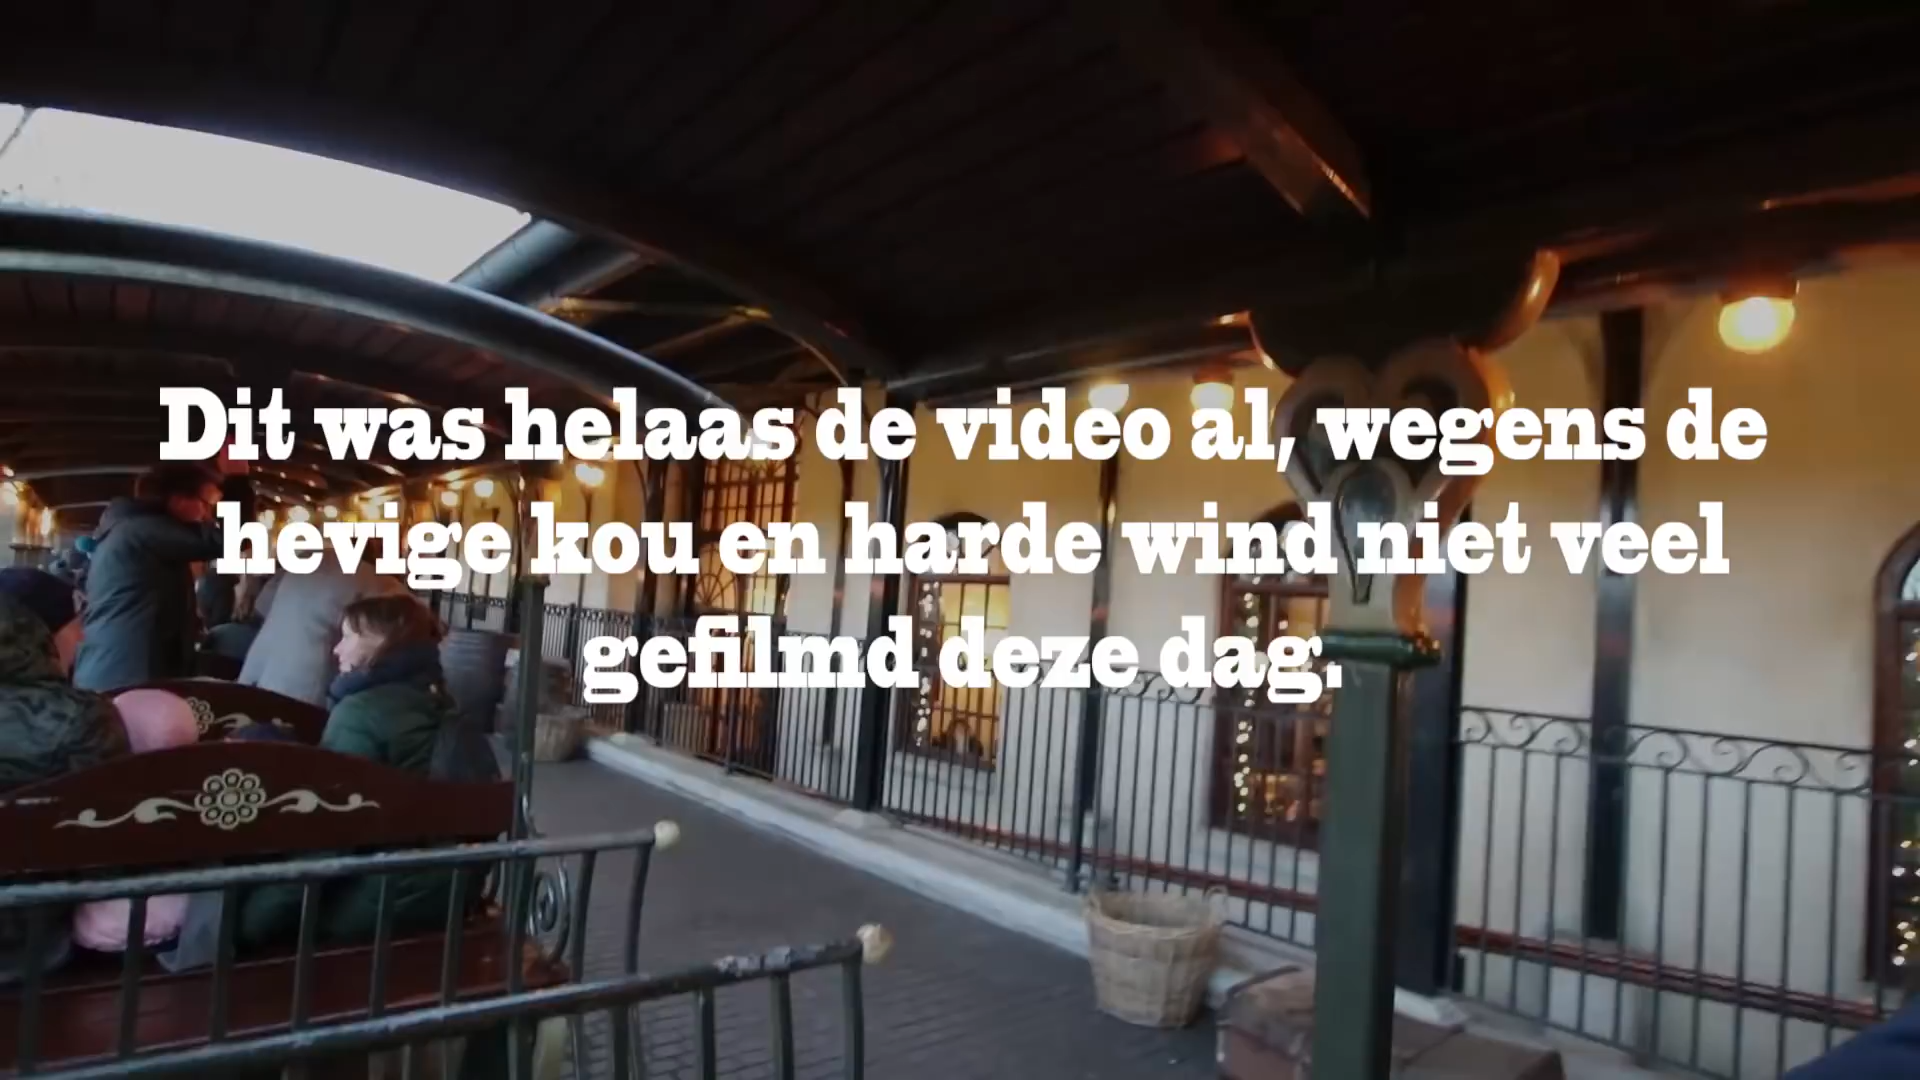 Dit was helaas de video al, wegens de
hevige kou en harde wind niet veel
gefilmd deze dag.